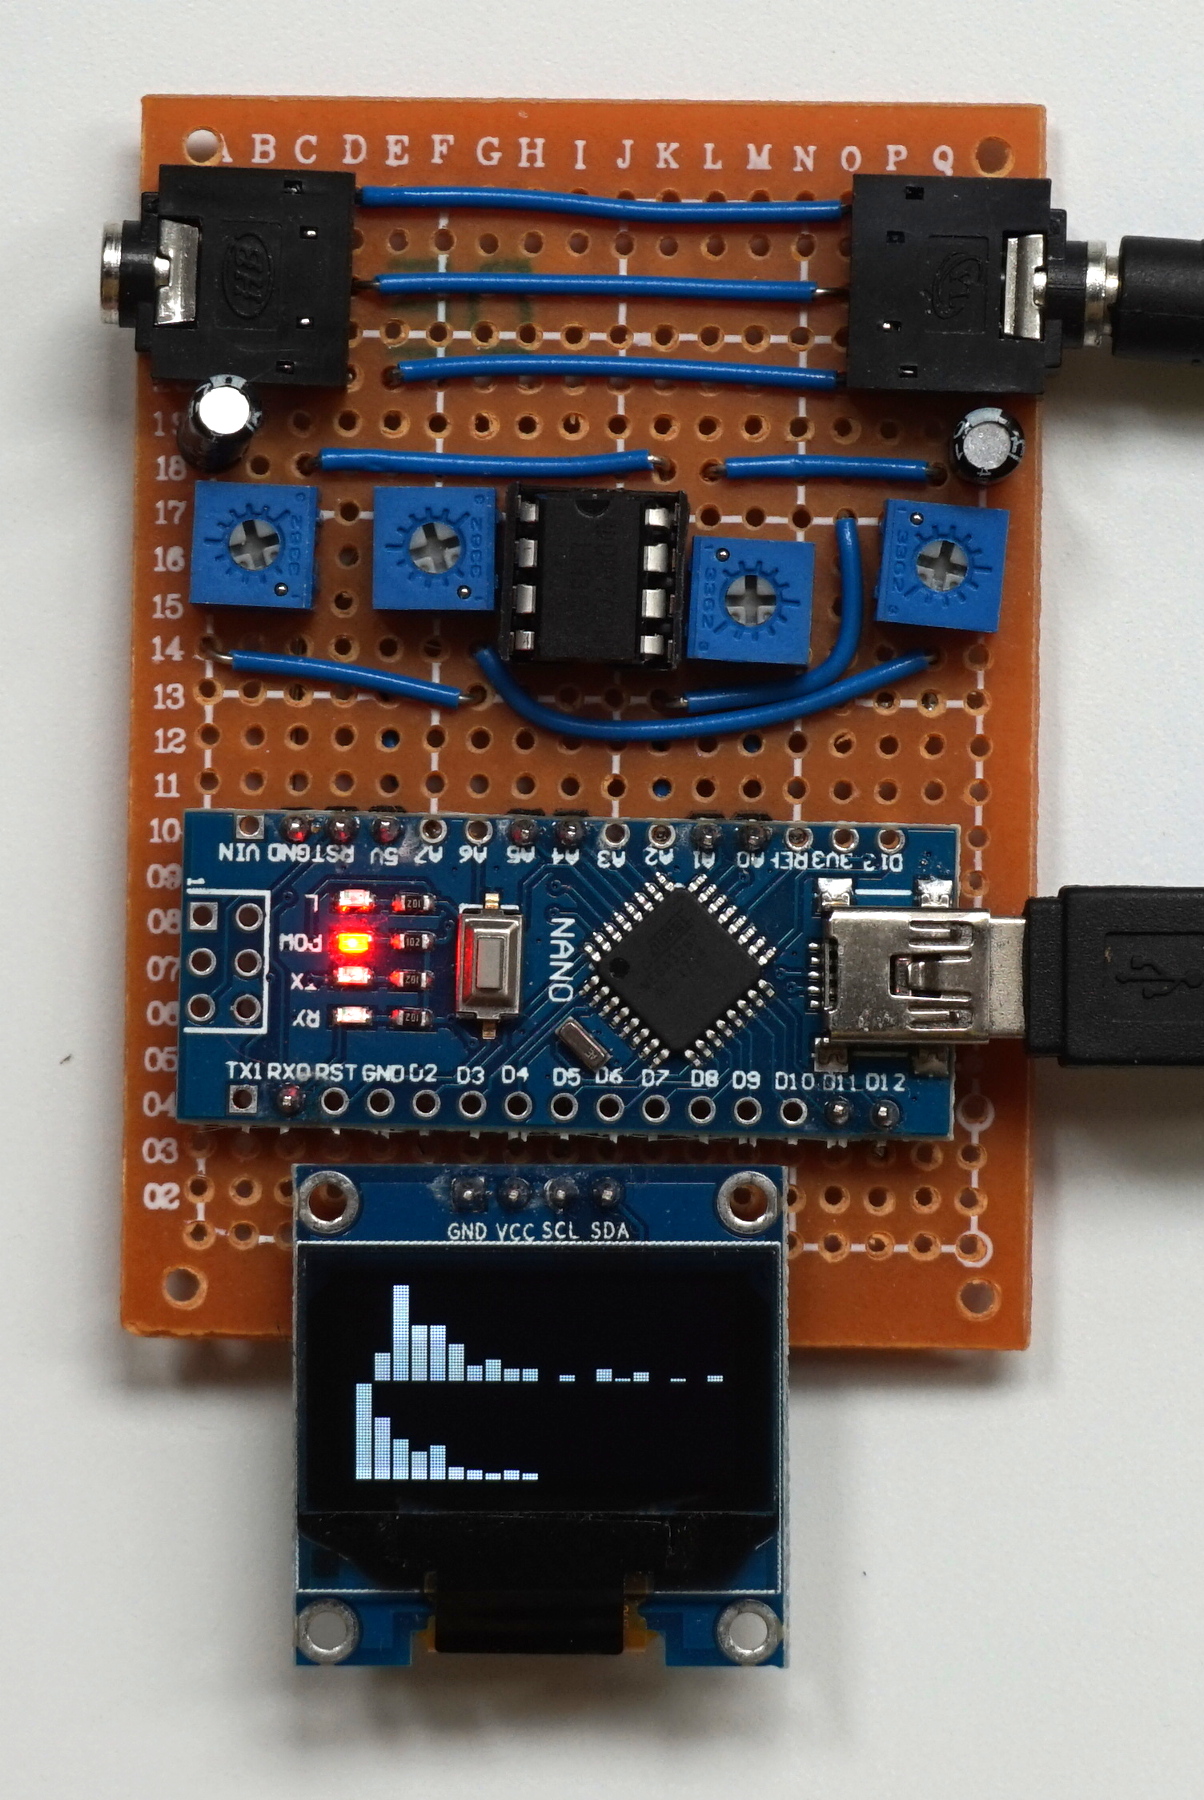 A B C D E F G H I J K L M N O P Q
18
17
3362
3362
16
3362
3362
15
14
13
12
11
10
VIN GND RST 5V A7 A6 A5 A4 A3 A2 A1 A0 REF 3V3 D13
09
1
08
L
POW
07
TX
NANO
06
RX
05
TX1 RX0 RST GND D2 D3 D4 D5 D6 D7 D8 D9 D10 D11 D12
04
03
02
GND VCC SCL SDA